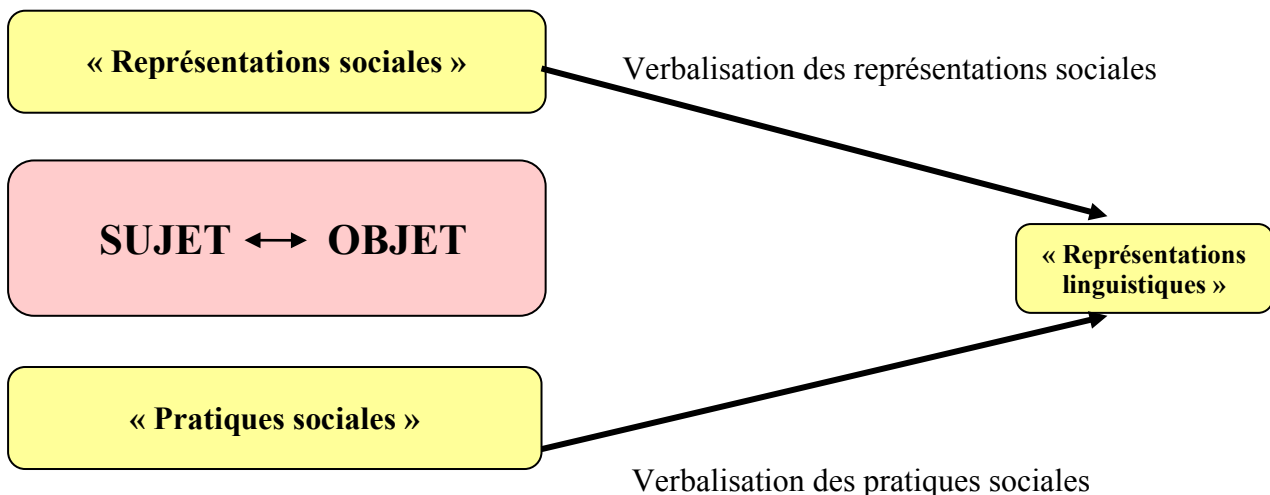 « Représentations sociales »
Verbalisation des représentations sociales
SUJET ↔ OBJET
« Représentations
linguistiques »
« Pratiques sociales »
Verbalisation des pratiques sociales